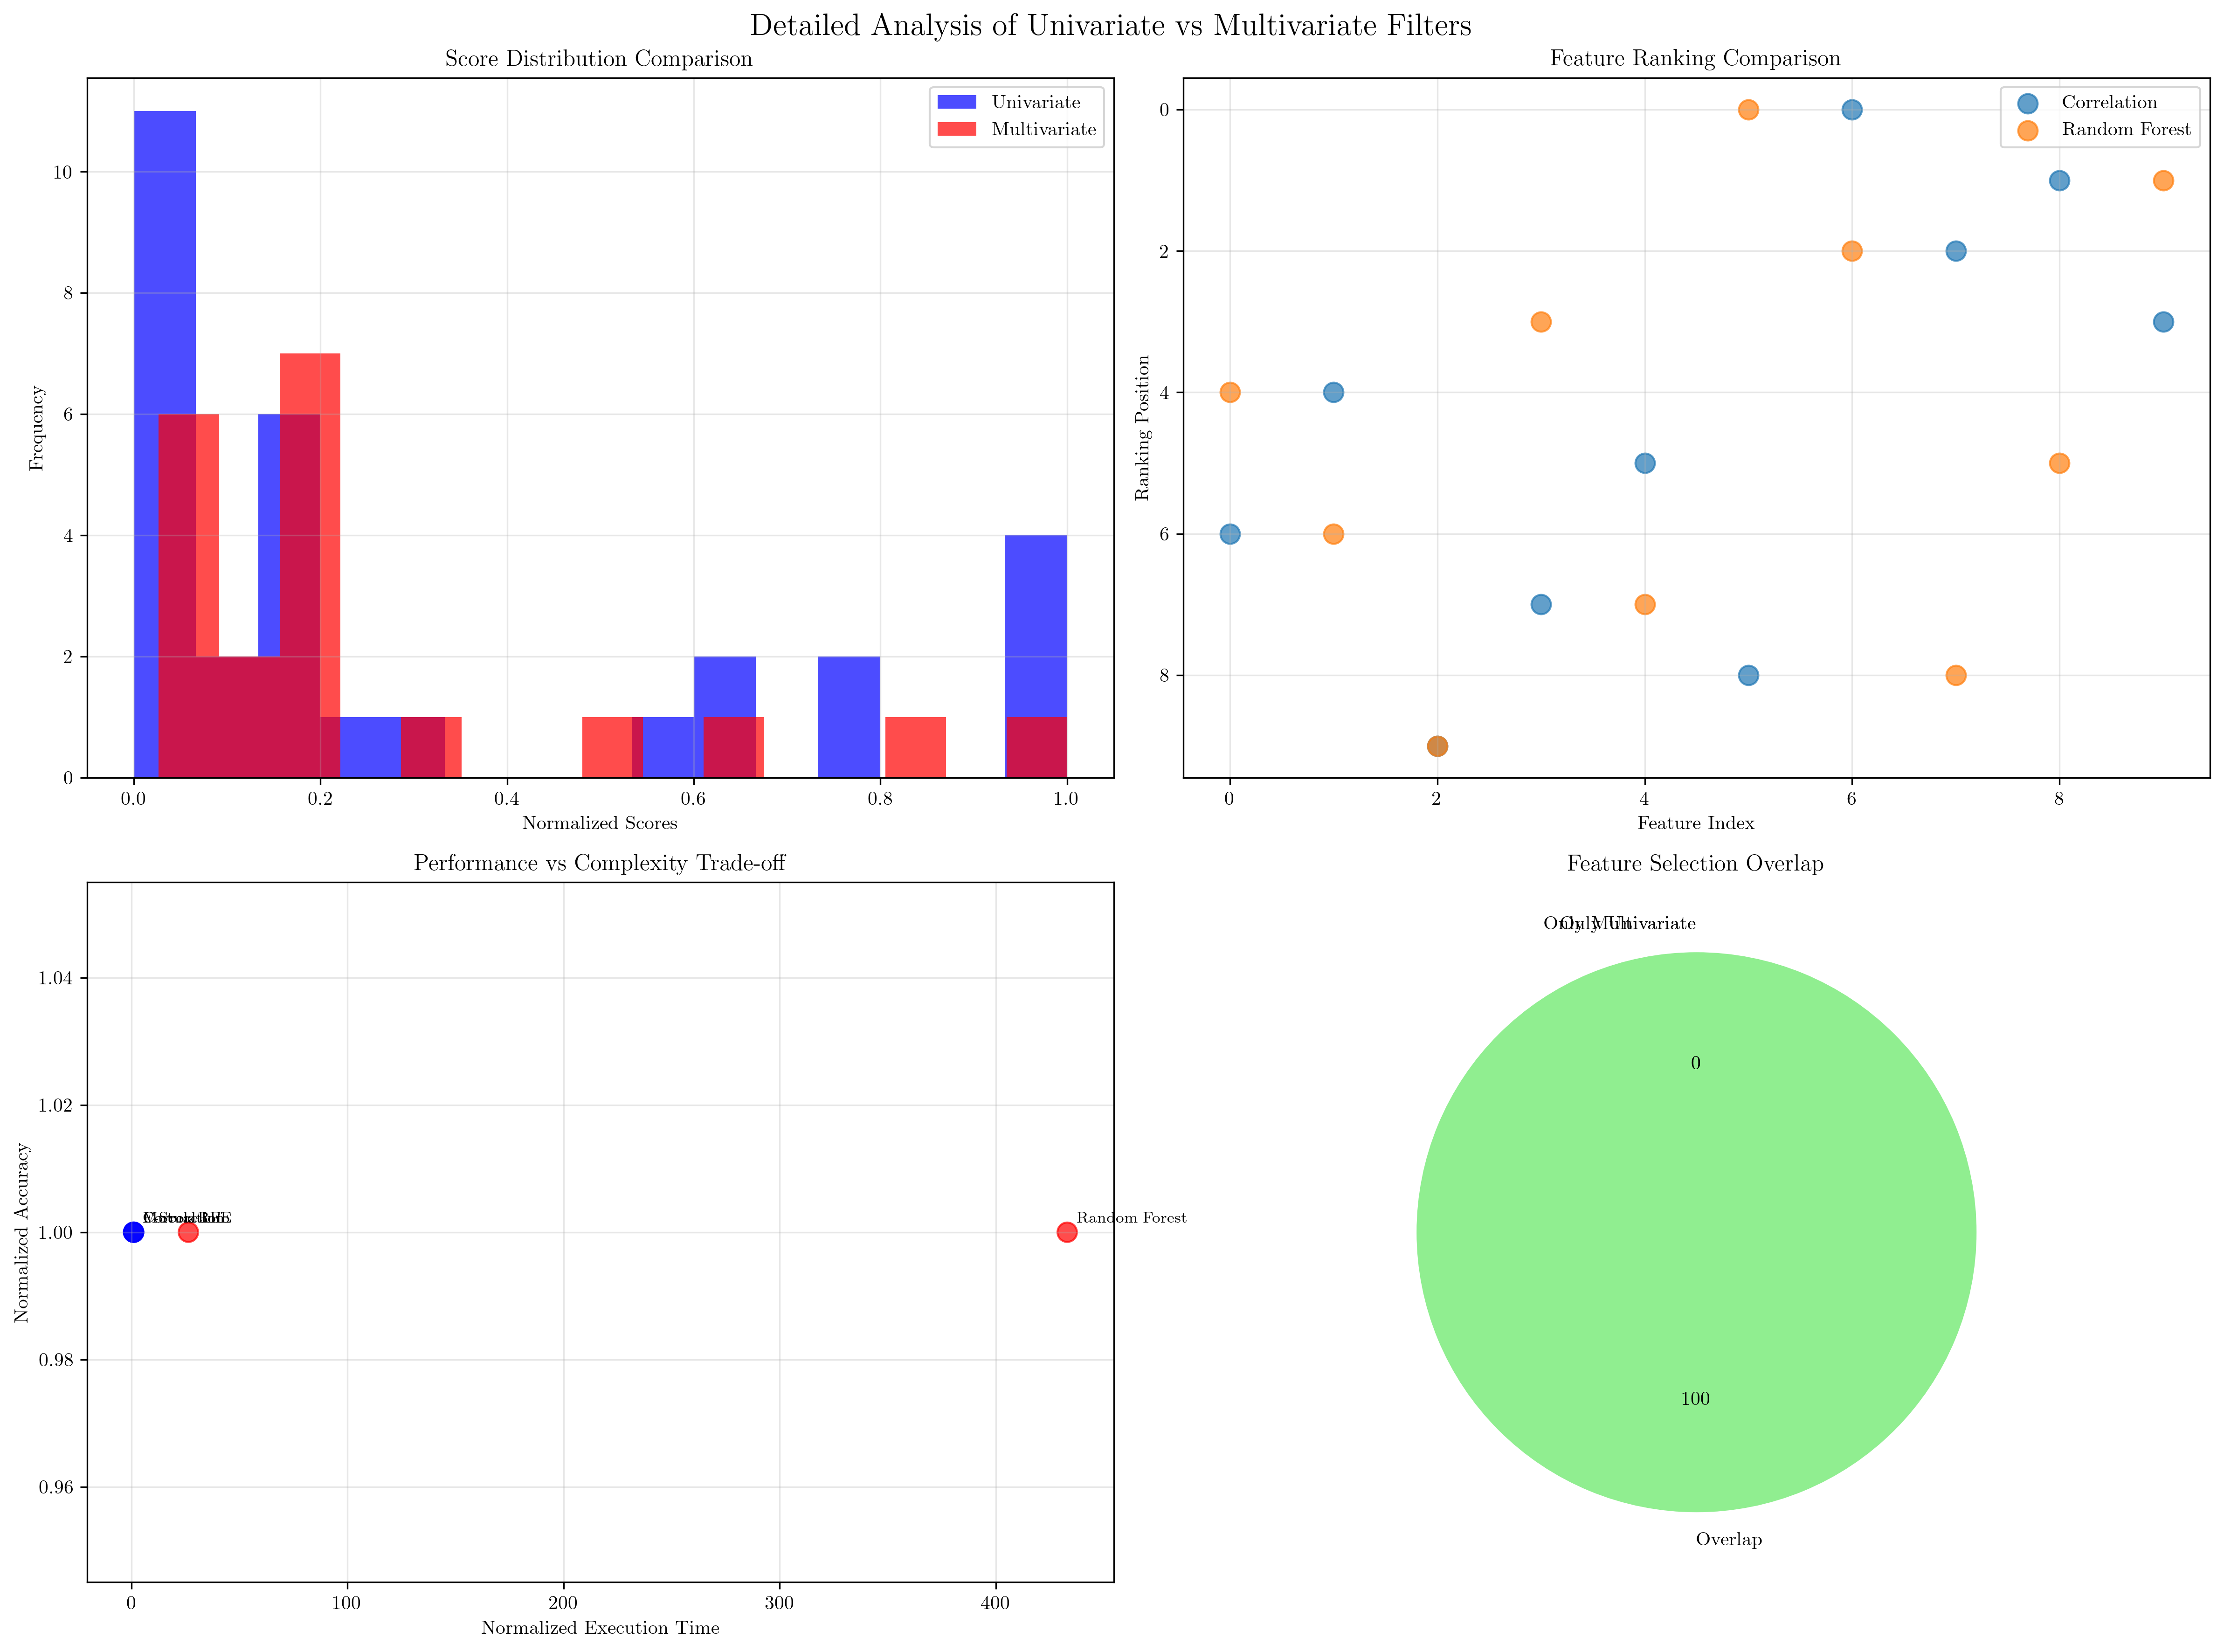 Detailed Analysis of Univariate vs Multivariate Filters
Score Distribution Comparison
Univariate
Multivariate
Frequency
10
8
6
4
2
0
0.0 0.2 0.4 0.6 0.8 1.0
Normalized Scores
Feature Ranking Comparison
Correlation
Random Forest
Ranking Position
0
2
4
6
8
0 2 4 6 8
Feature Index
Performance vs Complexity Trade-off
Normalized Accuracy
1.04
1.02
1.00
0.98
0.96
Random Forest
0 100 200 300 400
Normalized Execution Time
Feature Selection Overlap
Only Multivariate
Only Univariate
0
100
Overlap